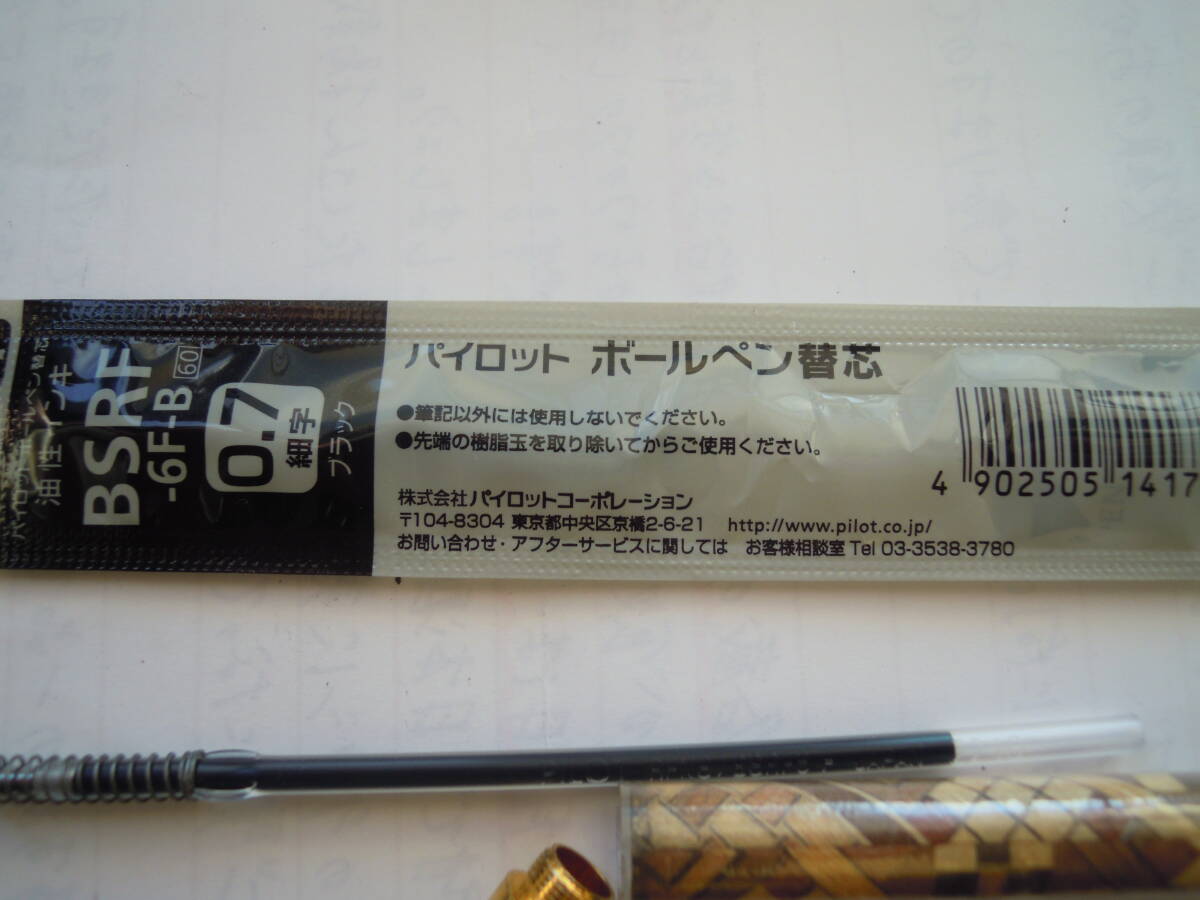 油性インキ
BSRF
-6F-B 60
0.7
細字
ブラック
パイロット ボールペン替芯
●筆記以外には使用しないでください。
●先端の樹脂玉を取り除いてからご使用ください。
株式会社パイロットコーポレーション
〒104-8304 東京都中央区京橋2-6-21 http://www.pilot.co.jp/
お問い合わせ・アフターサービスに関しては お客様相談室 Tel 03-3538-3780
4 902505 1417